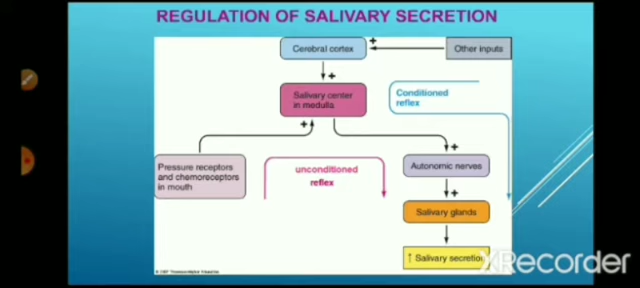 REGULATION OF SALIVARY SECRETION
Cerebral cortex
+
Other inputs
+
Salivary center
in medulla
Conditioned
reflex
+
+
Pressure receptors
and chemoreceptors
in mouth
unconditioned
reflex
Autonomic nerves
+
Salivary glands
↑ Salivary secretion
XRecorder